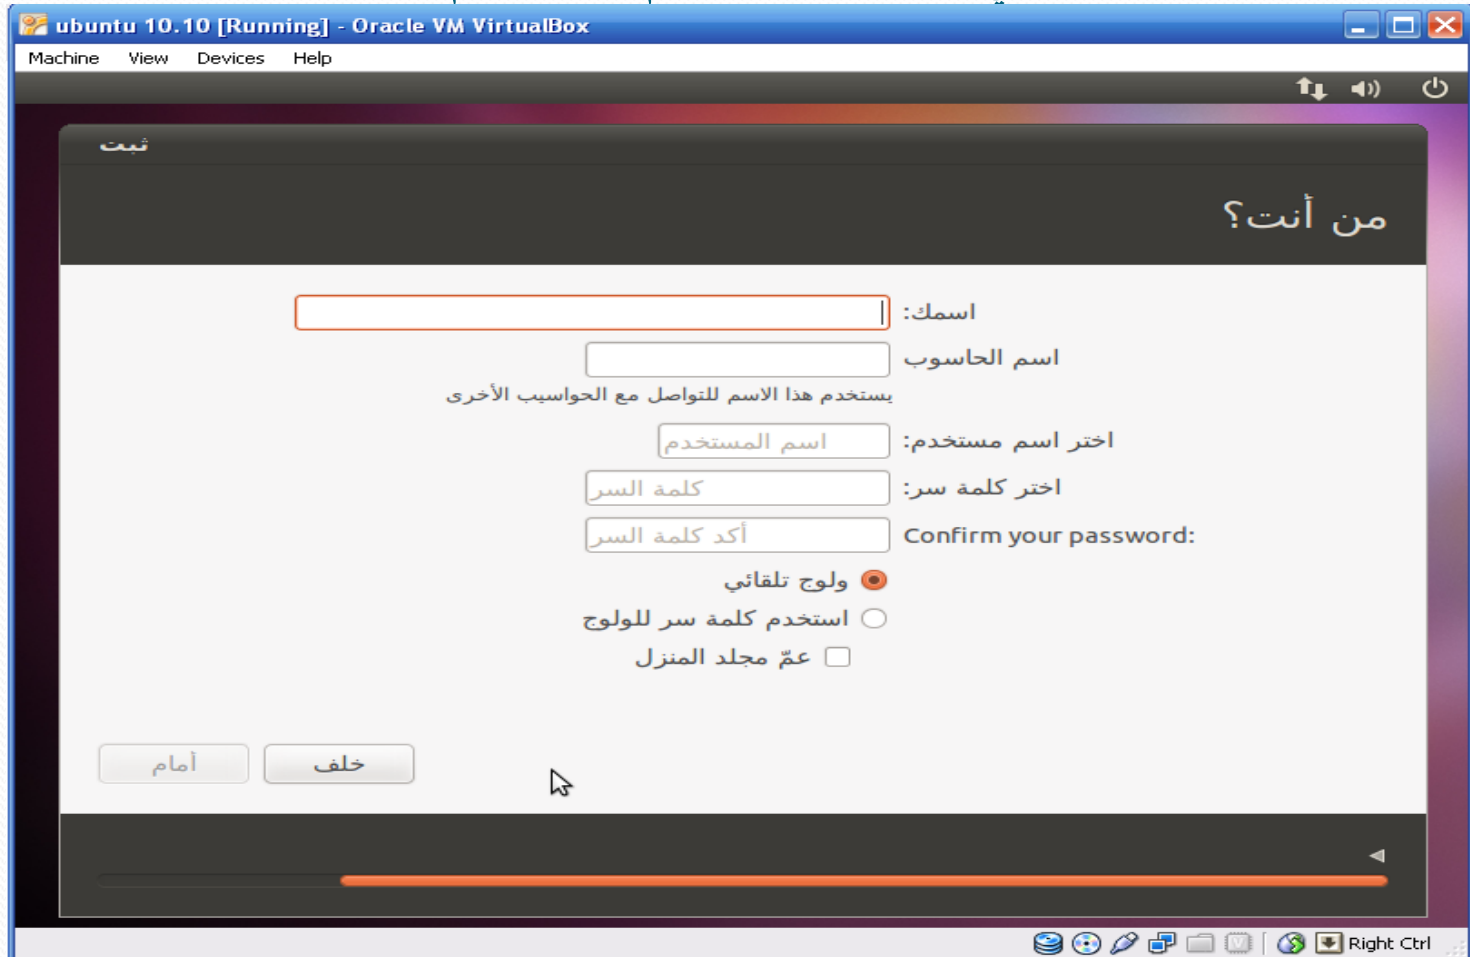 ubuntu 10.10 [Running] - Oracle VM VirtualBox
Machine View Devices Help
ثبت
من أنت؟
اسمك:
اسم الحاسوب
يستخدم هذا الاسم للتواصل مع الحواسيب الأخرى
اختر اسم مستخدم: اسم المستخدم
اختر كلمة سر: كلمة السر
Confirm your password: أكد كلمة السر
ولوج تلقائي
استخدم كلمة سر للولوج
عمّ مجلد المنزل
خلف أمام
Right Ctrl